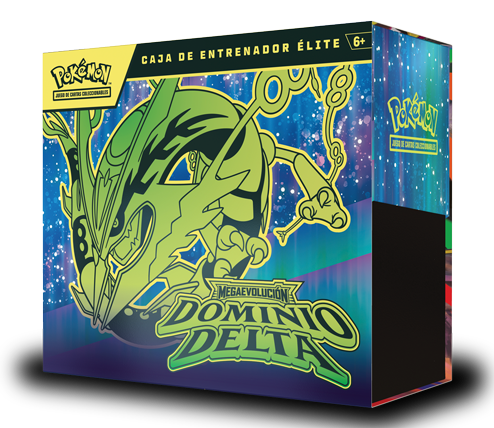 CAJA DE ENTRENADOR ÉLITE
6+
POKÉMON
JUEGO DE CARTAS COLECCIONABLES
MEGAEVOLUCIÓN
DOMINIO
DELTA
POKÉMON
JUEGO DE CARTAS COLECCIONABLES